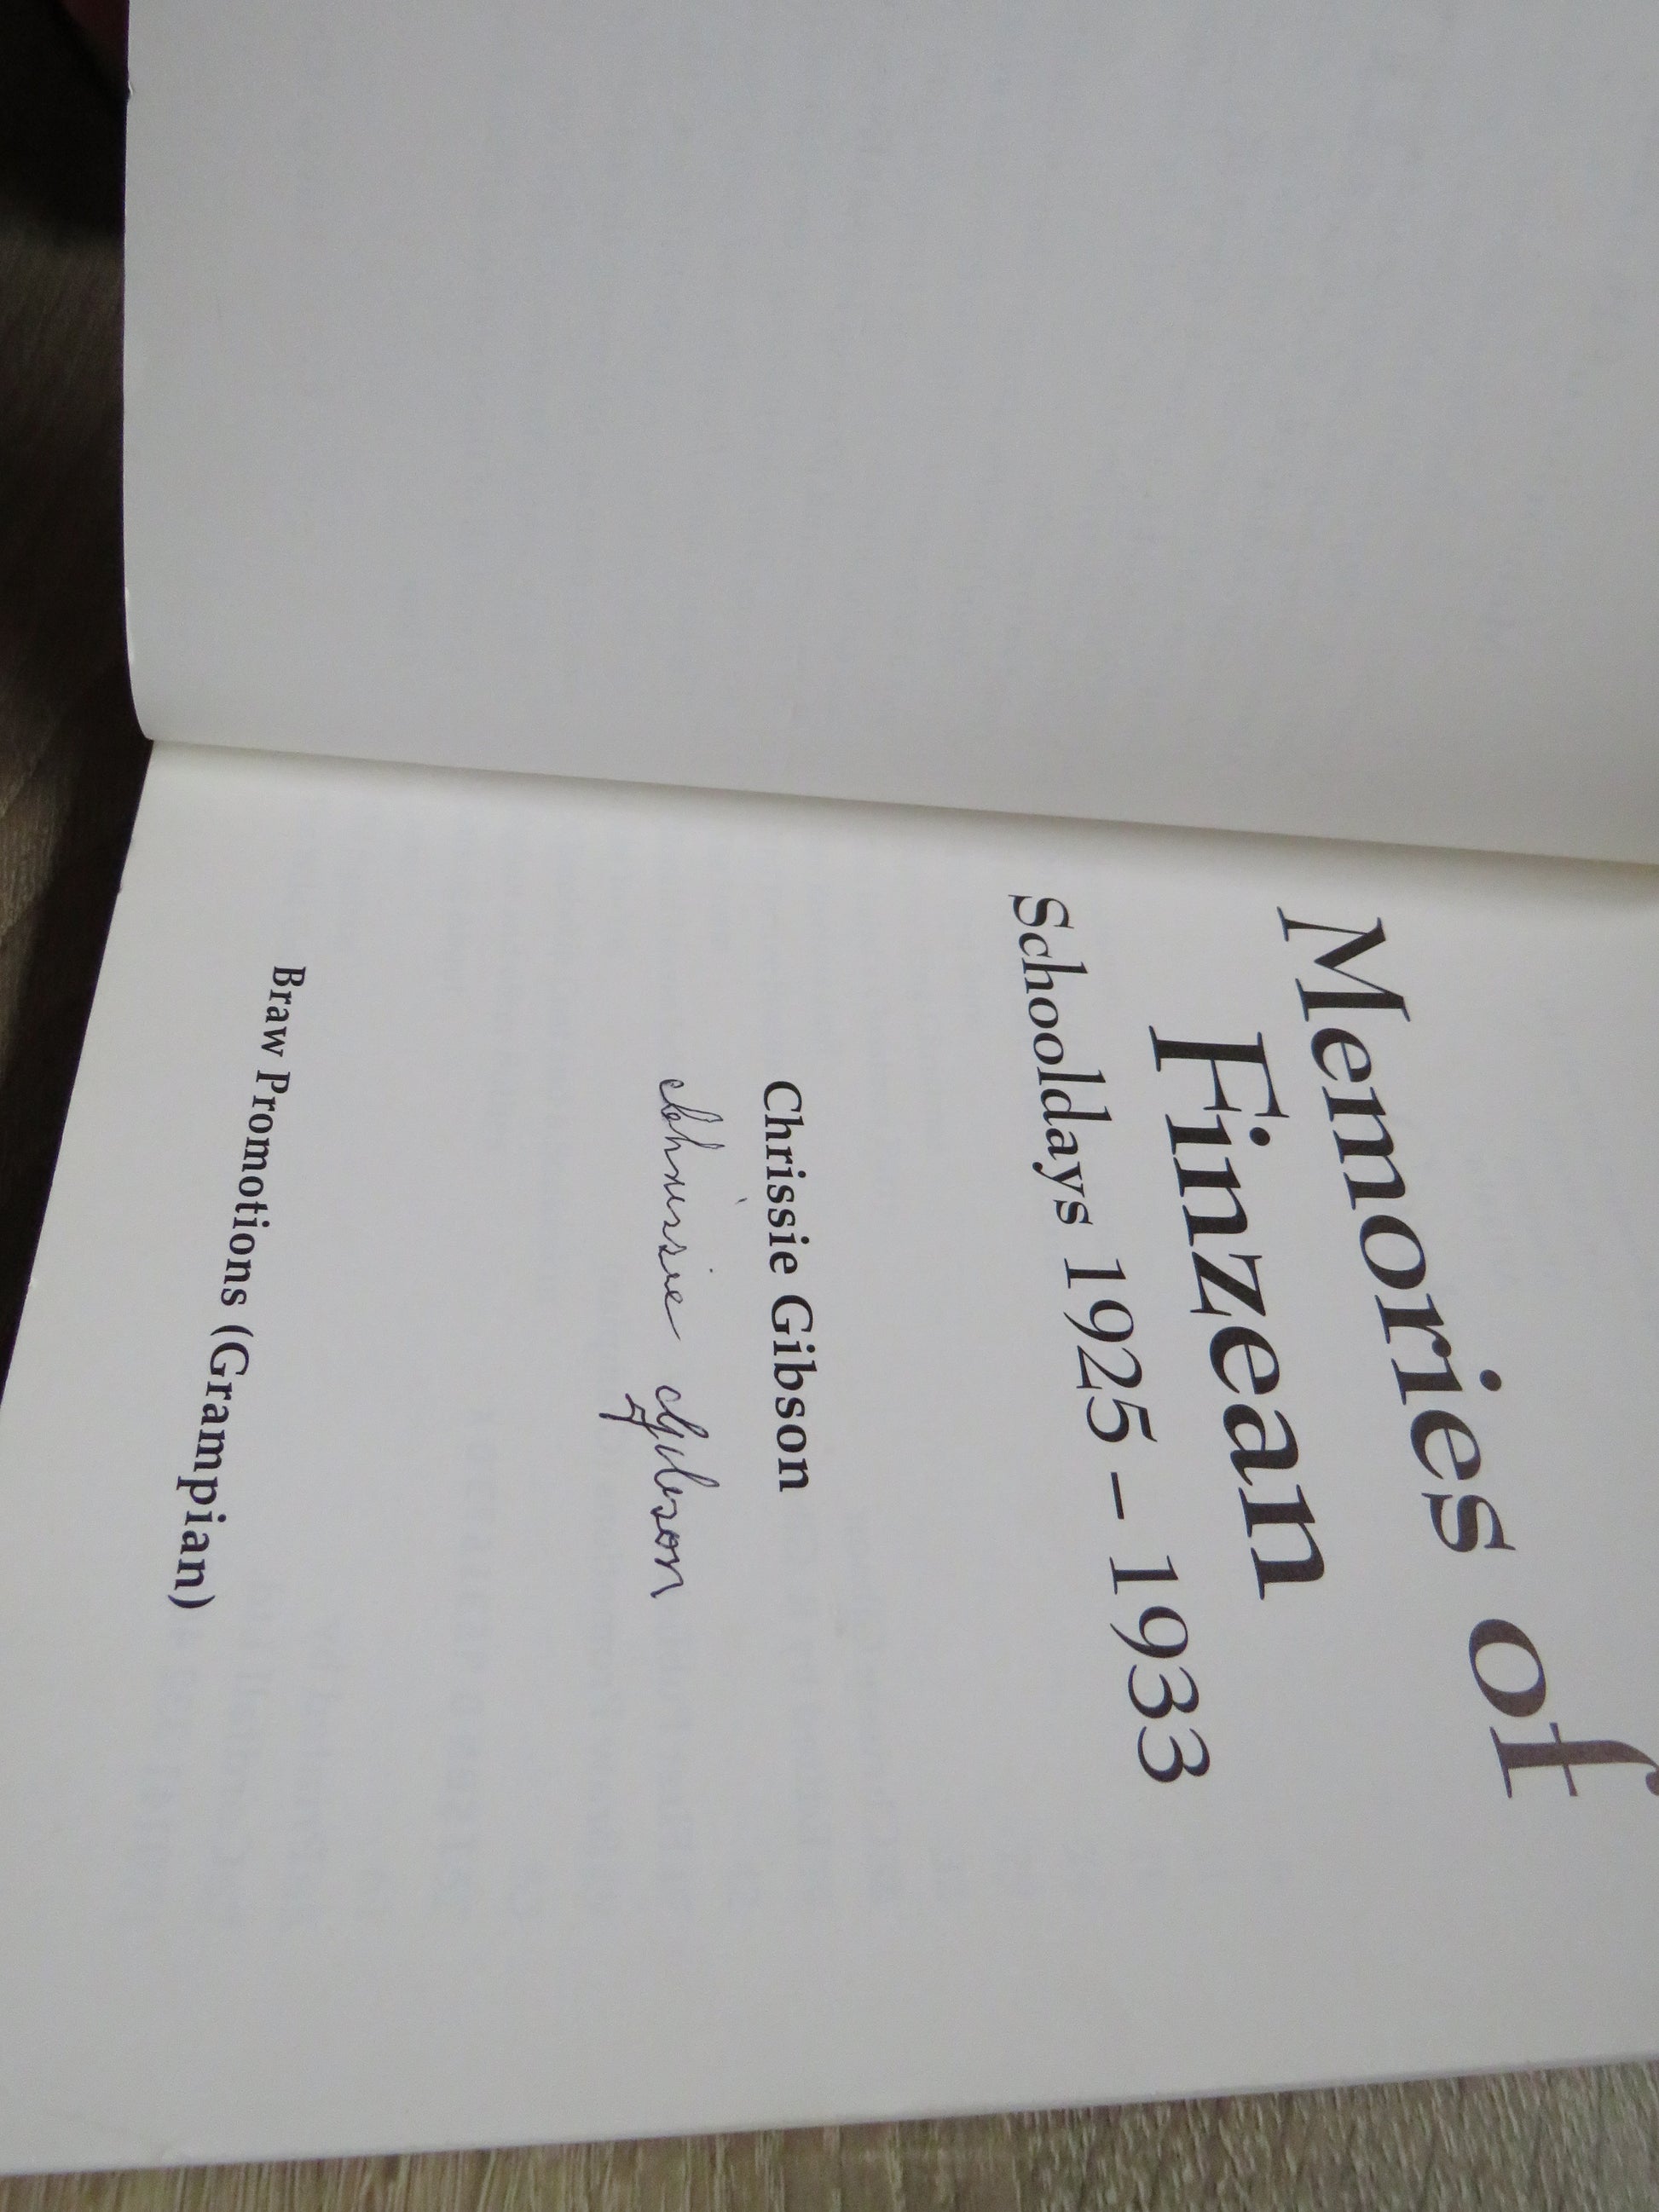 Memories of
Finzean
Schooldays 1925 – 1933
Chrissie Gibson
Chrissie Gibson
Braw Promotions (Grampian)